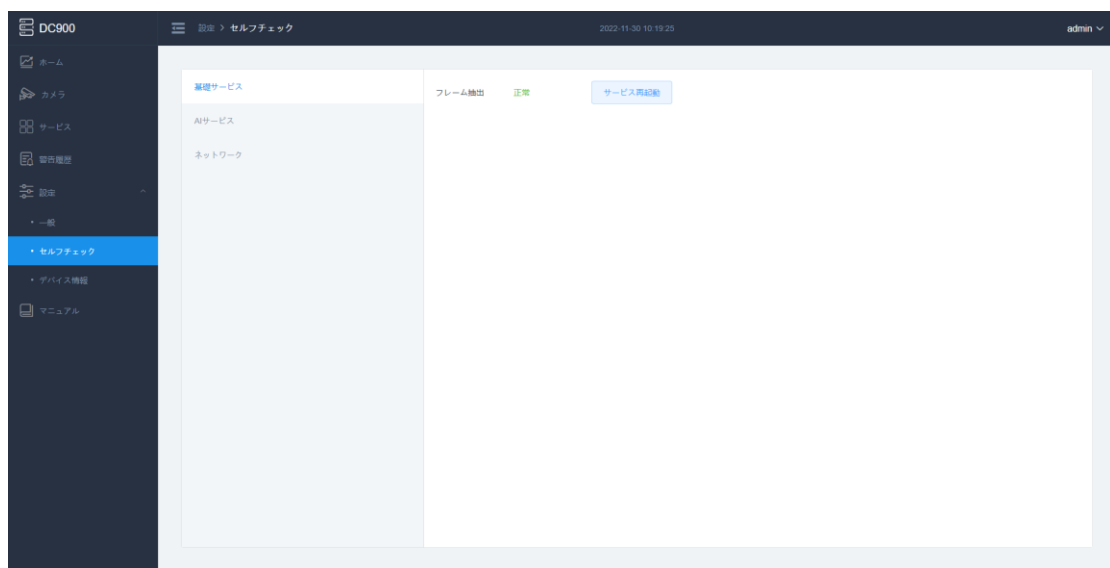 DC900
設定 > セルフチェック
2022-11-30 10:19:25
admin
ホーム
カメラ
サービス
警告履歴
設定
・一般
・セルフチェック
・デバイス情報
マニュアル
基礎サービス
AIサービス
ネットワーク
フレーム抽出 正常 サービス再起動